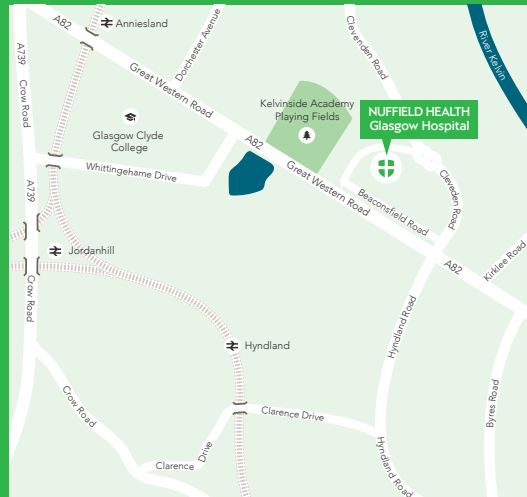 A82
Anniesland
A739
Crow Road
Dorchester Avenue
Clevenden Road
River Kelvin
Great Western Road
Kelvinside Academy
Playing Fields
NUFFIELD HEALTH
Glasgow Hospital
Glasgow Clyde
College
A82
Whittingehame Drive
Great Western Road
Beaconsfield Road
Cleveden Road
A739
Jordanhill
A82
Kirklee Road
Crow Road
Hyndland Road
Hyndland
Crow Road
Clarence Drive
Byres Road
Clarence Drive
Hyndland Road